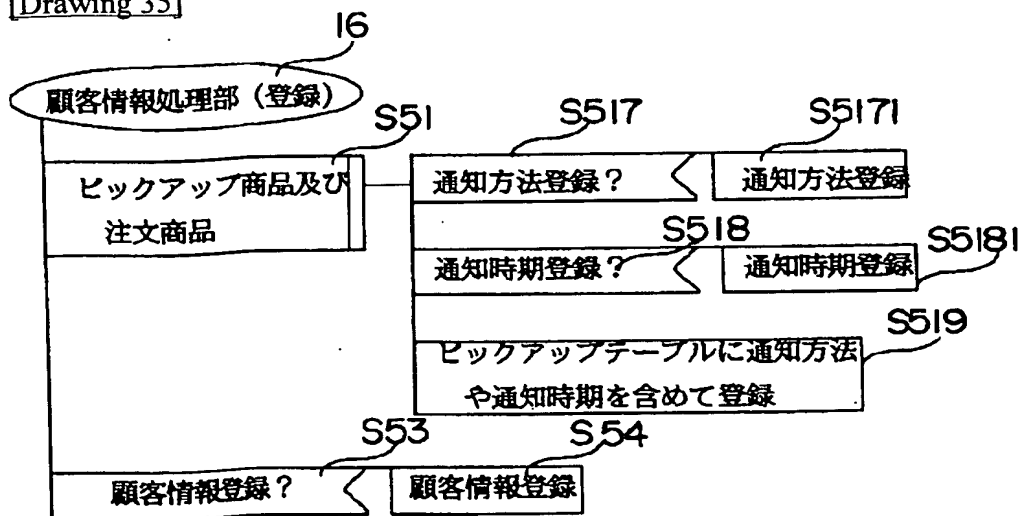 [Drawing 35]
16
顧客情報処理部（登録）
S51
S517
S5171
ピックアップ商品及び
注文商品
通知方法登録？
通知方法登録
S518
S5181
通知時期登録？
通知時期登録
S519
ピックアップテーブルに通知方法
や通知時期を含めて登録
S53
S54
顧客情報登録？
顧客情報登録